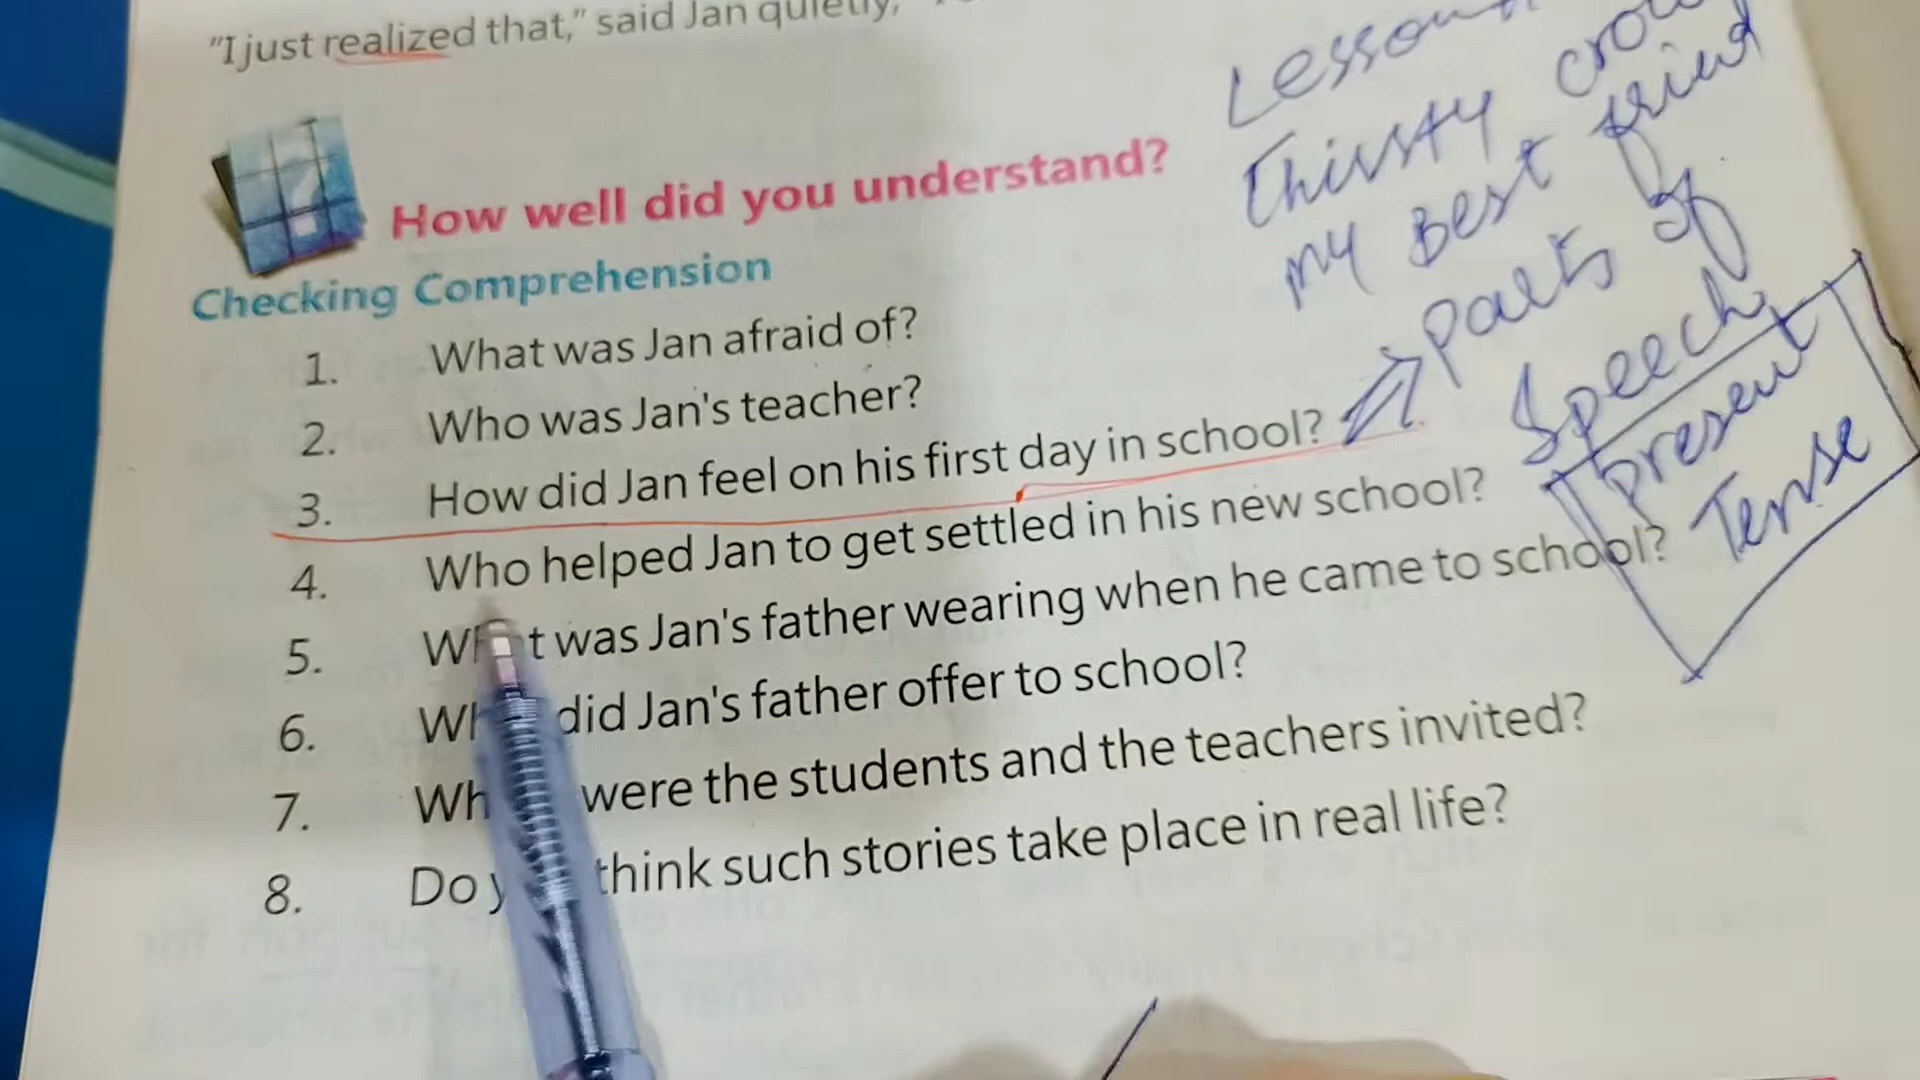 "I just realized that," said Jan quietly,
How well did you understand?
Checking Comprehension
1. What was Jan afraid of?
2. Who was Jan's teacher?
3. How did Jan feel on his first day in school?
4. Who helped Jan to get settled in his new school?
5. What was Jan's father wearing when he came to school?
6. did Jan's father offer to school?
7. were the students and the teachers invited?
8. Do think such stories take place in real life?
Lesson
Thirsty crow
my Best friend
Parts of
Speech
present
Tense